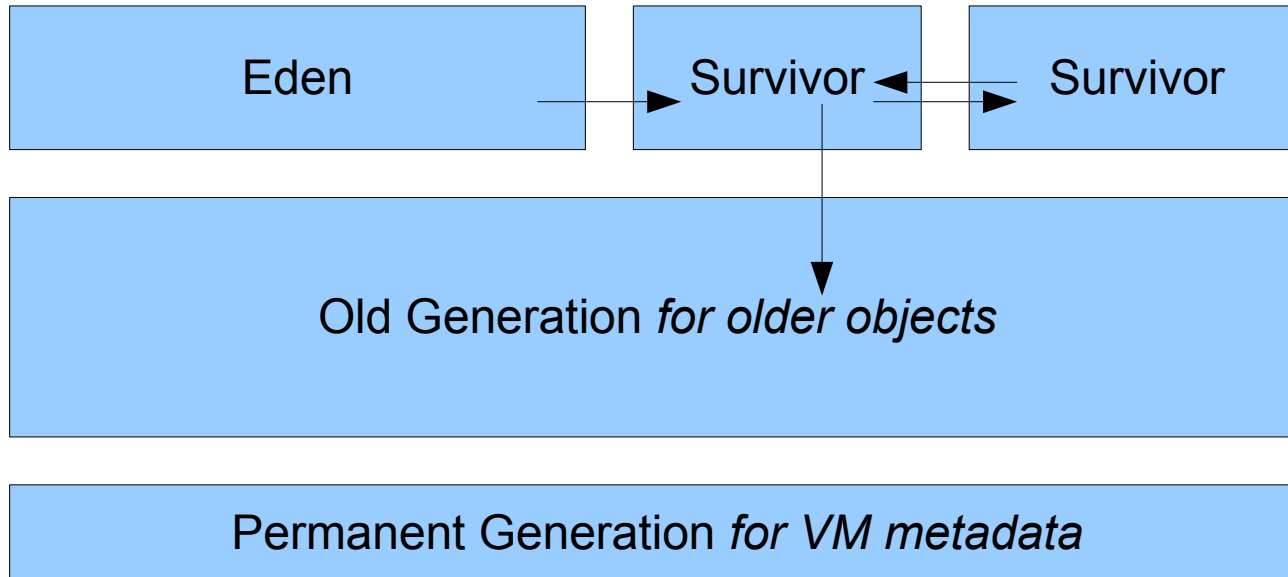 Eden
Survivor
Survivor
Old Generation for older objects
Permanent Generation for VM metadata